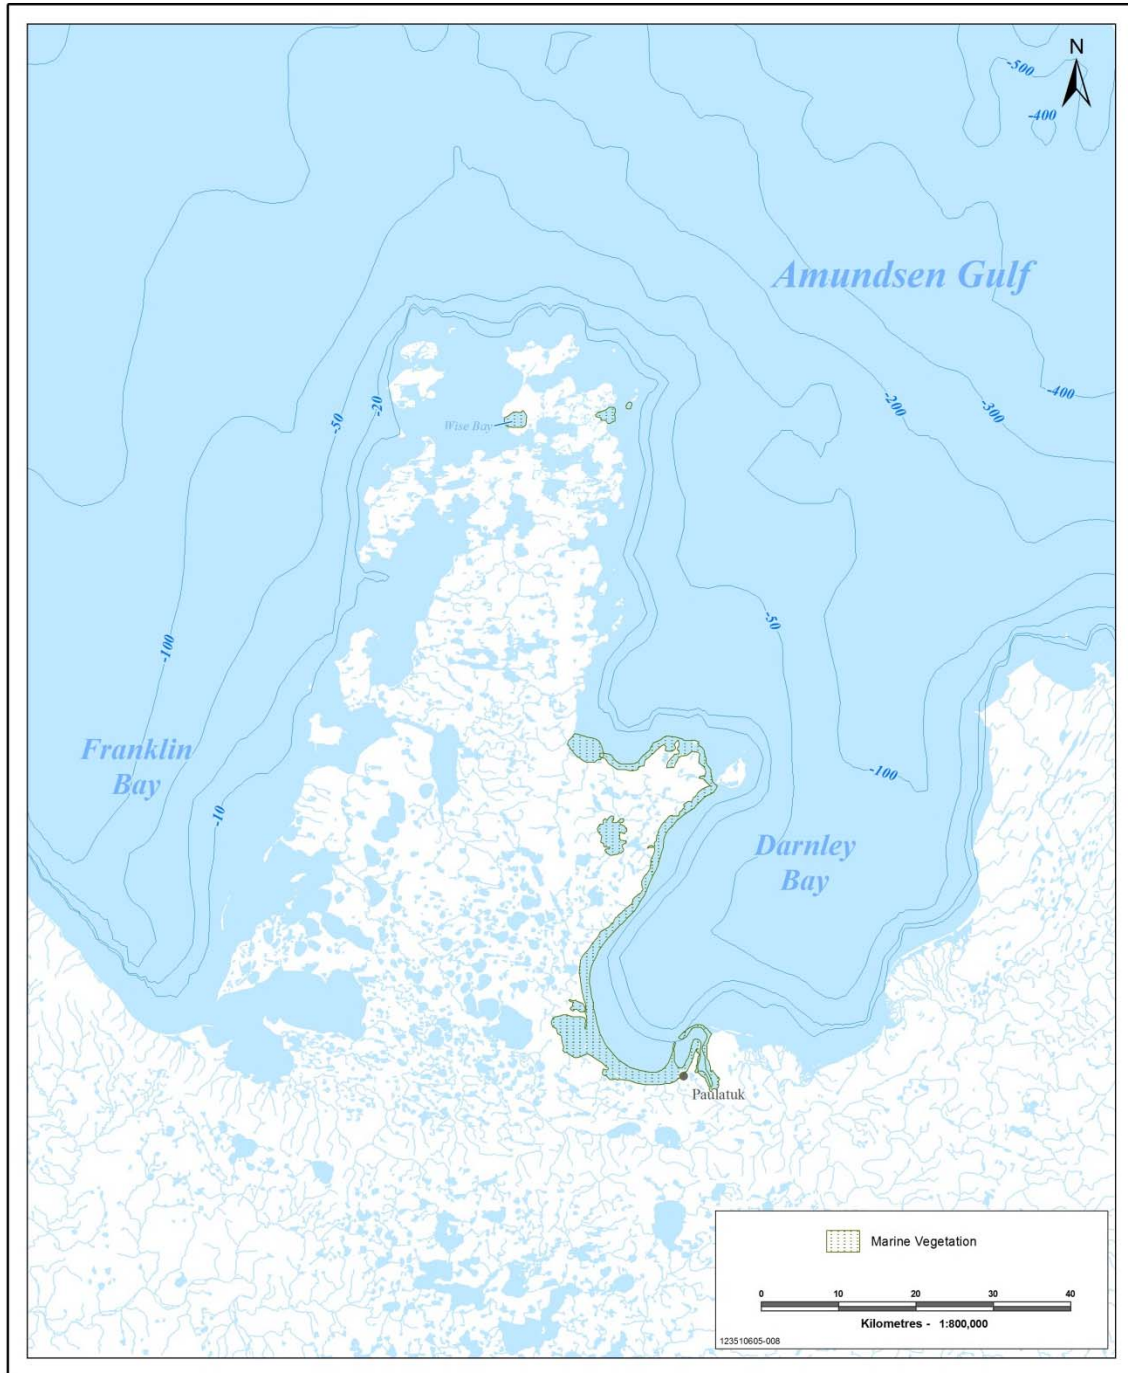 N
-500
-400
Amundsen Gulf
-400
-200
-300
-50
-20
Wise Bay
-50
-100
Franklin
Bay
-100
-10
Darnley
Bay
Paulatuk
Marine Vegetation
0 10 20 30 40
Kilometres - 1:800,000
123510605-008